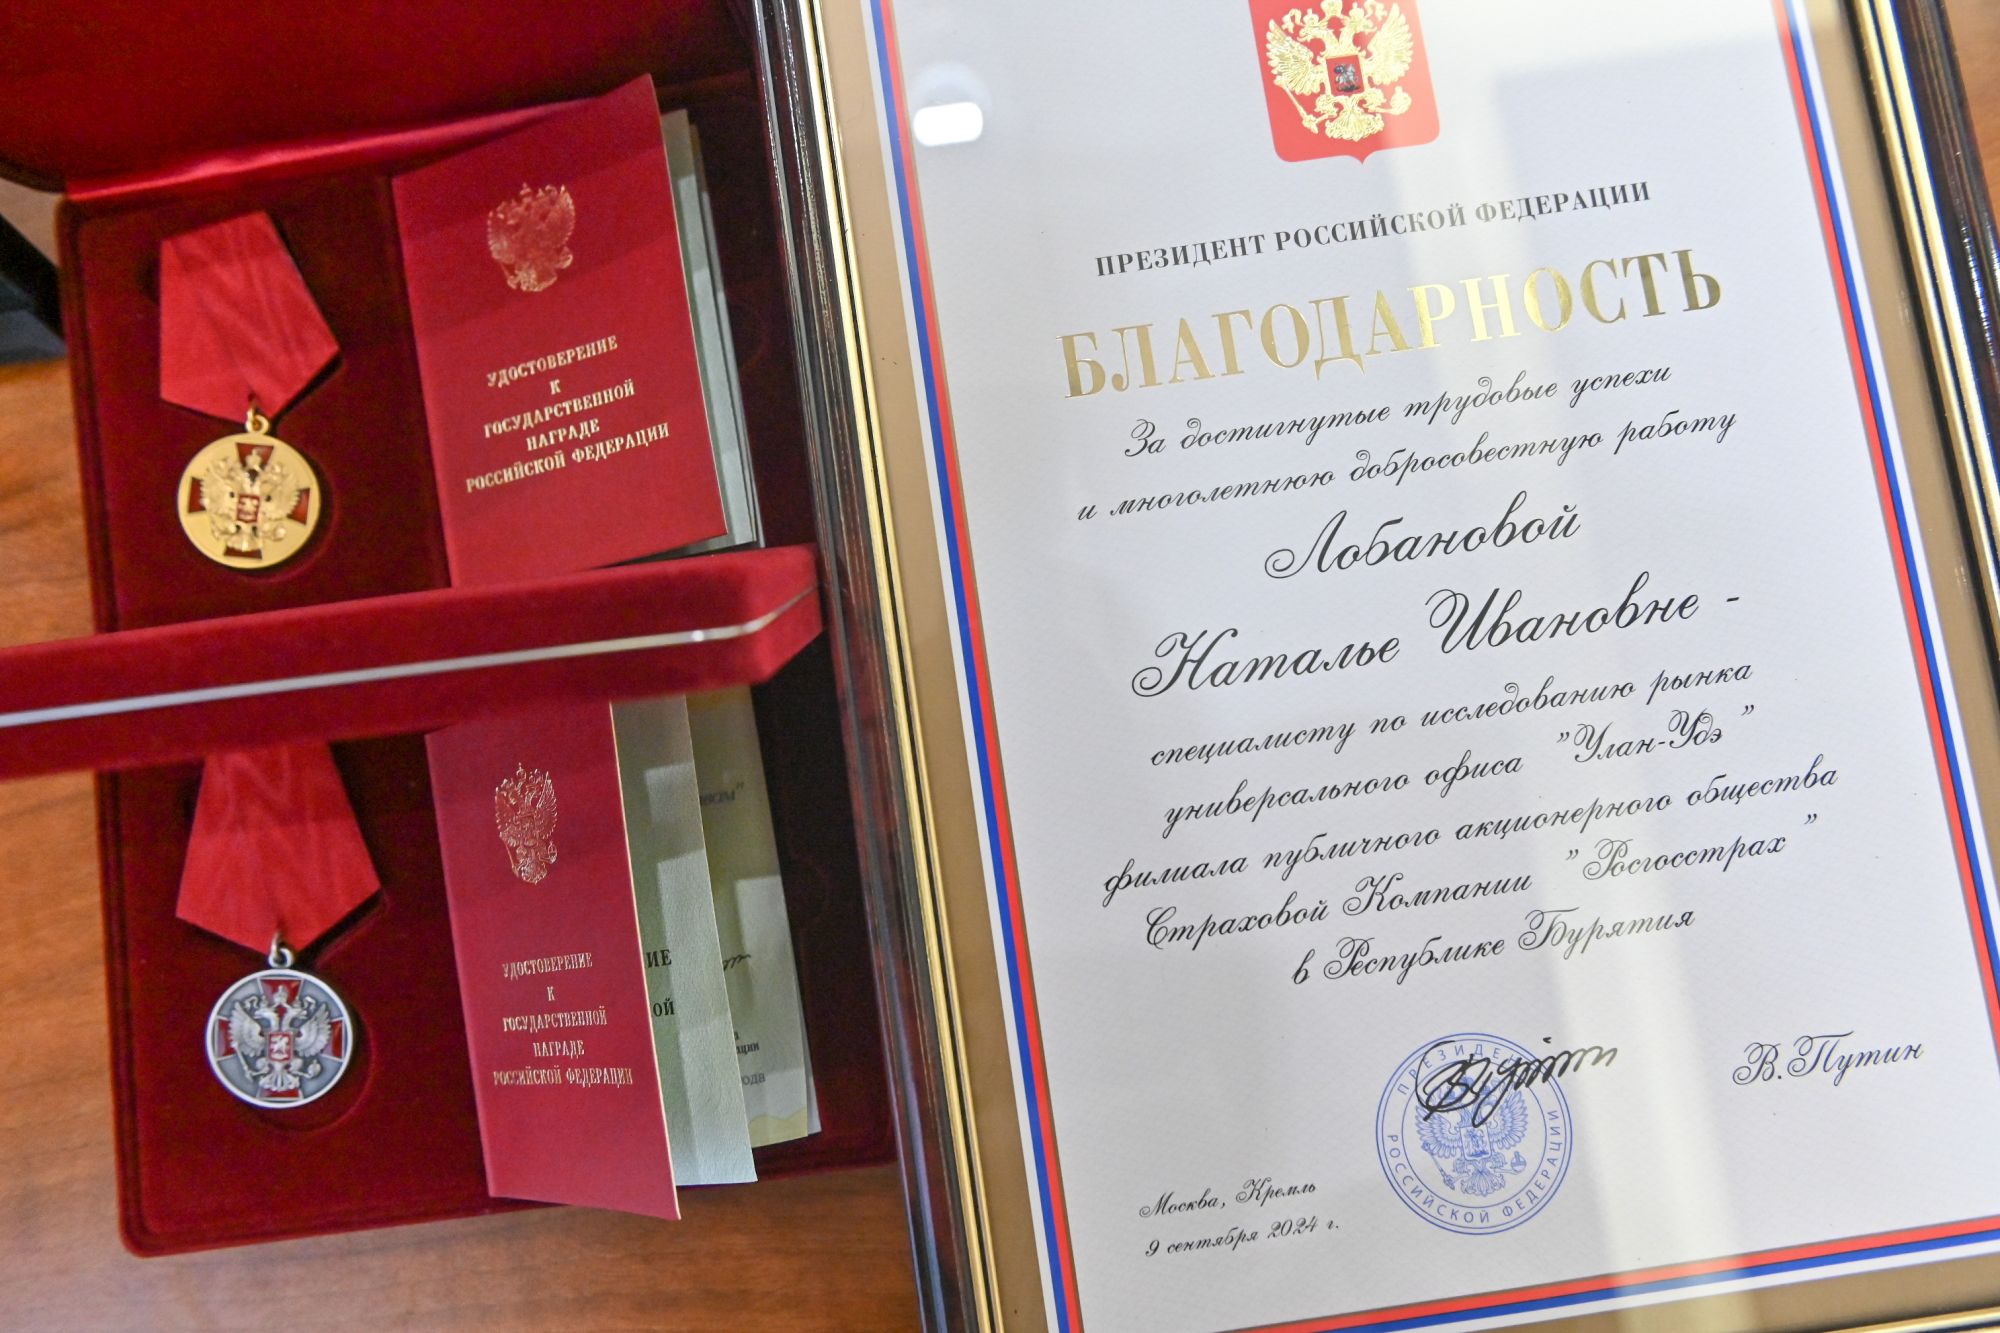 УДОСТОВЕРЕНИЕ
К
ГОСУДАРСТВЕННОЙ
НАГРАДЕ
РОССИЙСКОЙ ФЕДЕРАЦИИ
УДОСТОВЕРЕНИЕ
К
ГОСУДАРСТВЕННОЙ
НАГРАДЕ
РОССИЙСКОЙ ФЕДЕРАЦИИ
ПРЕЗИДЕНТ РОССИЙСКОЙ ФЕДЕРАЦИИ
БЛАГОДАРНОСТЬ
За достигнутые трудовые успехи
и многолетнюю добросовестную работу
Лобановой
Наталье Ивановне -
специалисту по исследованию рынка
универсального офиса "Улан-Удэ"
филиала публичного акционерного общества
Страховой Компании "Росгосстрах"
в Республике Бурятия
В.Путин
РОССИЙСКОЙ ФЕДЕРАЦИИ
Москва, Кремль
9 сентября 2024 г.